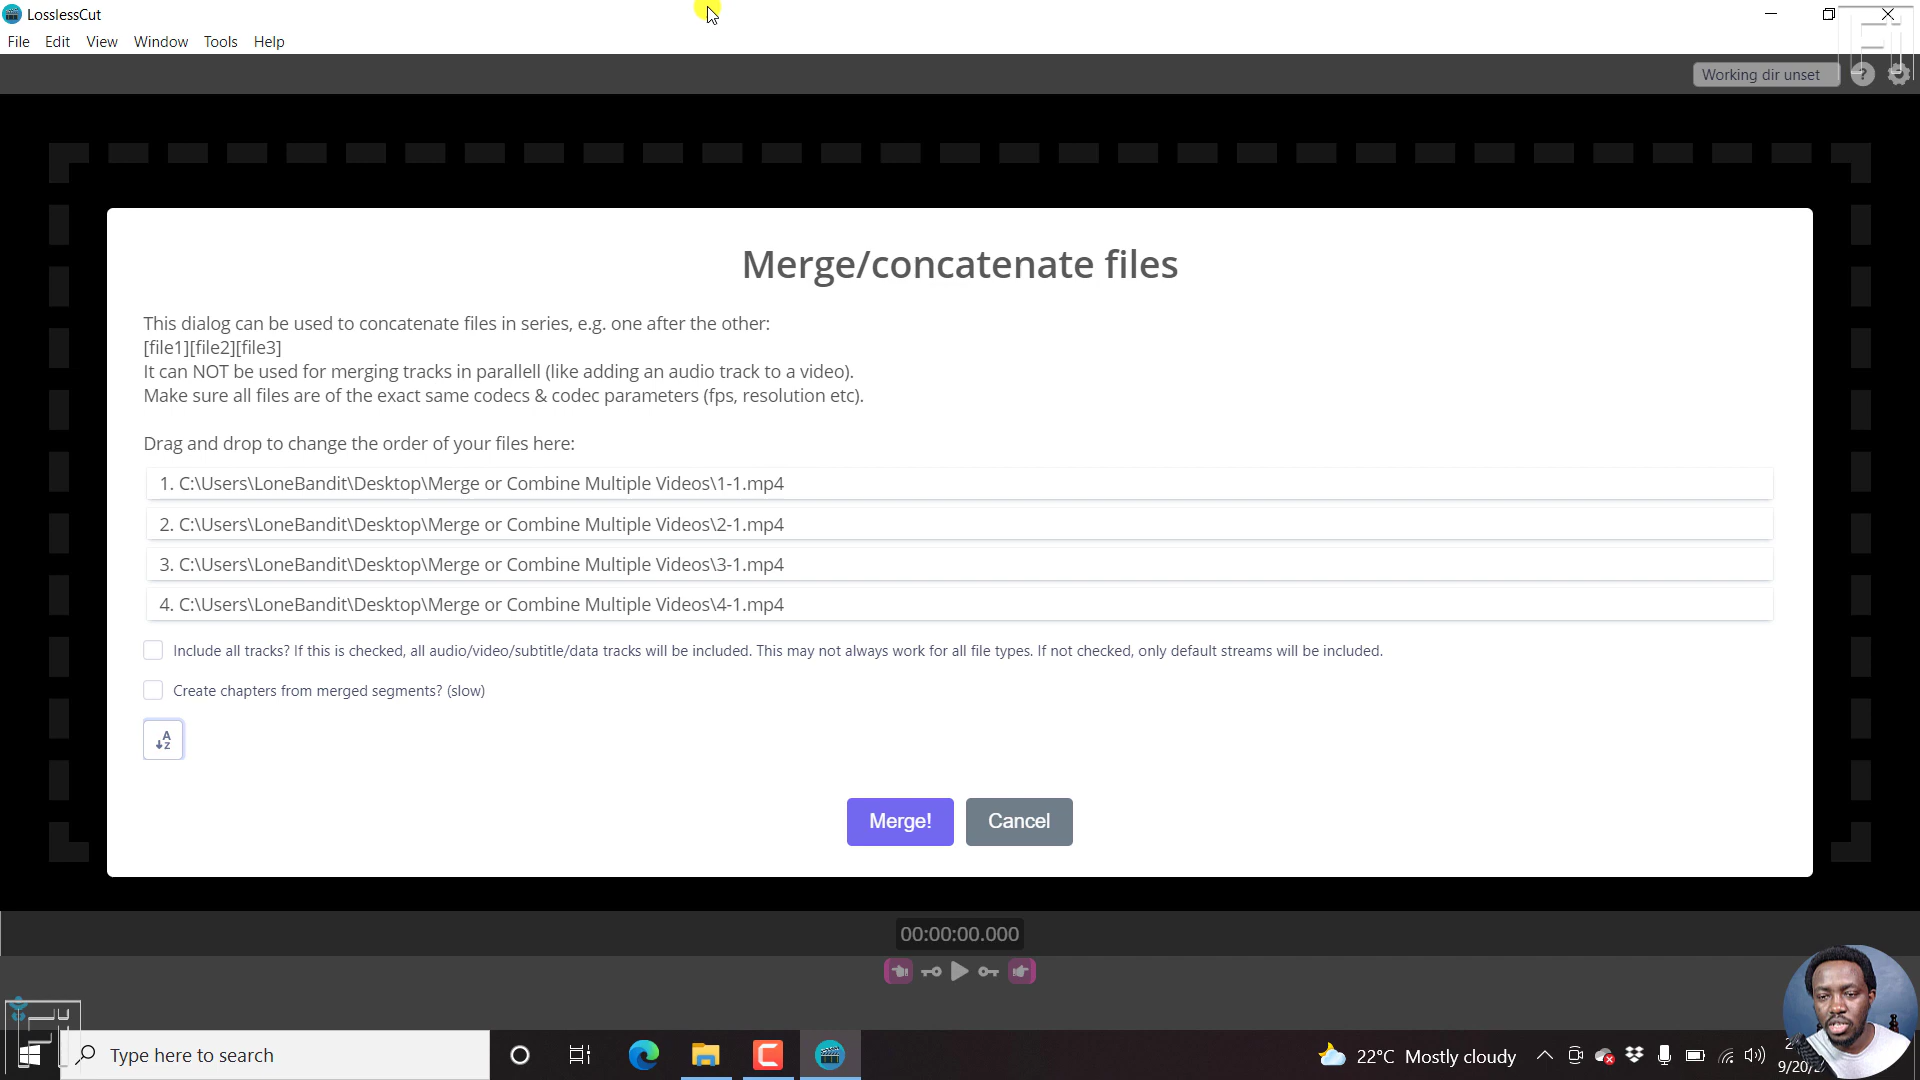 LosslessCut
File Edit View Window Tools Help
Working dir unset
?
Merge/concatenate files
This dialog can be used to concatenate files in series, e.g. one after the other:
[file1][file2][file3]
It can NOT be used for merging tracks in parallell (like adding an audio track to a video).
Make sure all files are of the exact same codecs & codec parameters (fps, resolution etc).
Drag and drop to change the order of your files here:
1. C:\Users\LoneBandit\Desktop\Merge or Combine Multiple Videos\1-1.mp4
2. C:\Users\LoneBandit\Desktop\Merge or Combine Multiple Videos\2-1.mp4
3. C:\Users\LoneBandit\Desktop\Merge or Combine Multiple Videos\3-1.mp4
4. C:\Users\LoneBandit\Desktop\Merge or Combine Multiple Videos\4-1.mp4
Include all tracks? If this is checked, all audio/video/subtitle/data tracks will be included. This may not always work for all file types. If not checked, only default streams will be included.
Create chapters from merged segments? (slow)
A
Z
Merge! Cancel
00:00:00.000
Type here to search
22°C Mostly cloudy
9/20/